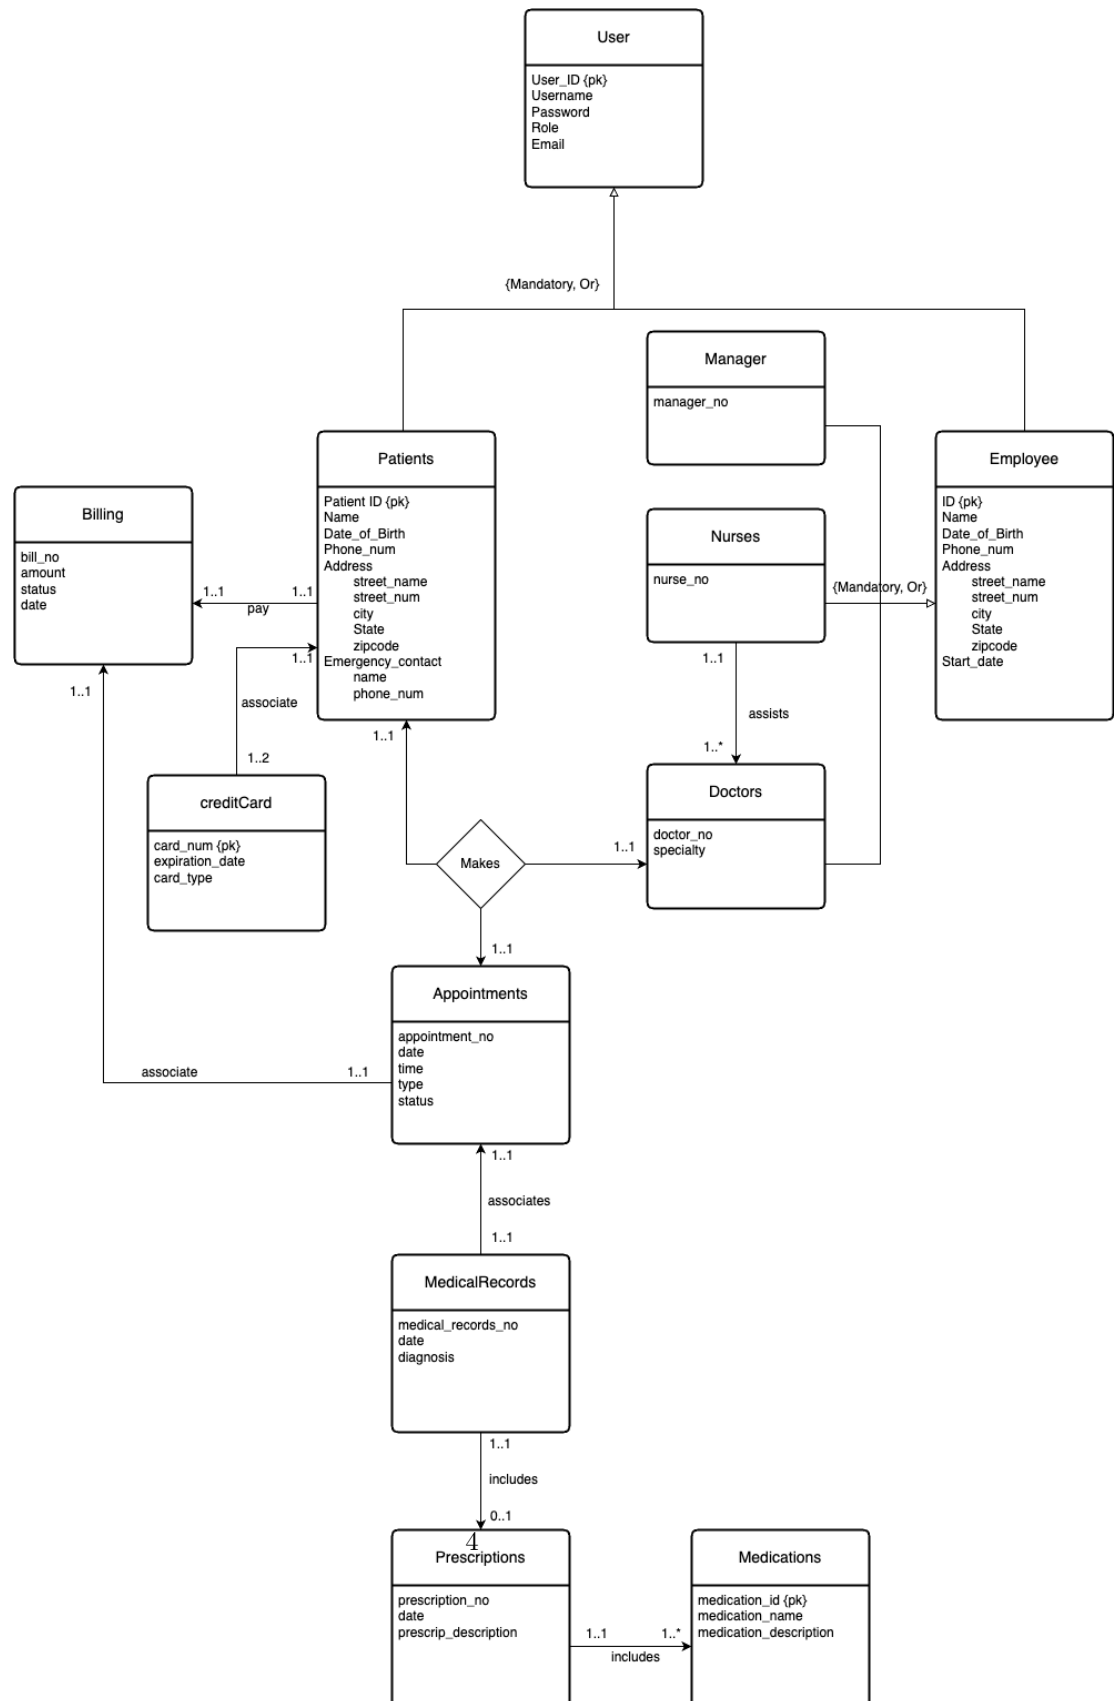 User
User_ID {pk}
Username
Password
Role
Email
{Mandatory, Or}
Manager
manager_no
Patients
Patient ID {pk}
Name
Date_of_Birth
Phone_num
Address
street_name
street_num
city
State
zipcode
Emergency_contact
name
phone_num
Employee
ID {pk}
Name
Date_of_Birth
Phone_num
Address
street_name
street_num
city
State
zipcode
Start_date
Billing
bill_no
amount
status
date
Nurses
nurse_no
{Mandatory, Or}
1..1
1..1
pay
1..1
1..1
associate
1..2
1..1
1..1
assists
1..*
creditCard
card_num {pk}
expiration_date
card_type
Doctors
doctor_no
specialty
Makes
1..1
1..1
Appointments
appointment_no
date
time
type
status
associate
1..1
1..1
associates
1..1
MedicalRecords
medical_records_no
date
diagnosis
1..1
includes
0..1
4
Prescriptions
prescription_no
date
prescrip_description
Medications
medication_id {pk}
medication_name
medication_description
1..1
1..*
includes